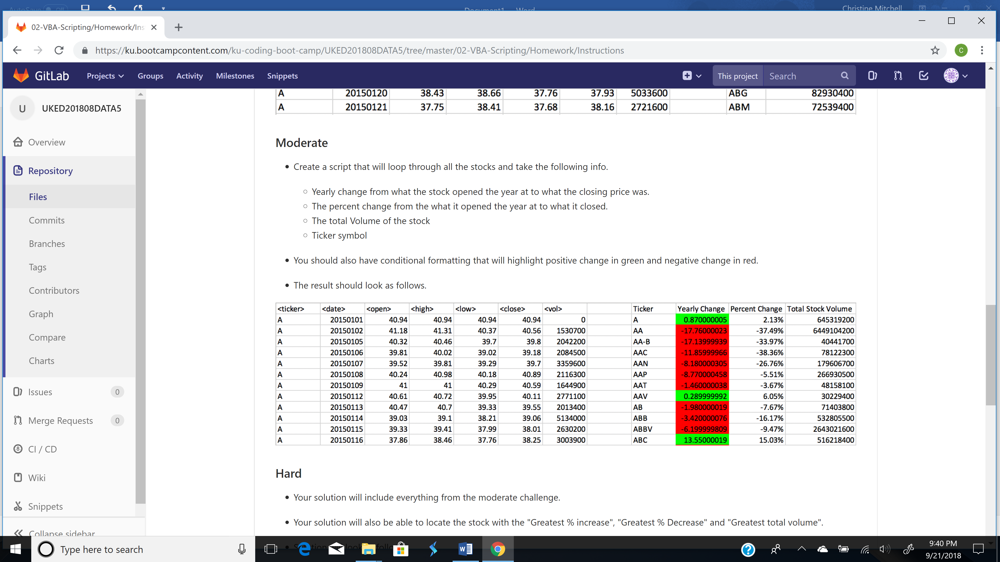 AutoSave Off
Document1 - Word
Christine Mitchell
02-VBA-Scripting/Homework/Ins
https://ku.bootcampcontent.com/ku-coding-boot-camp/UKED201808DATA5/tree/master/02-VBA-Scripting/Homework/Instructions
C
GitLab Projects Groups Activity Milestones Snippets This project Search
U UKED201808DATA5
Overview
Repository
Files
Commits
Branches
Tags
Contributors
Graph
Compare
Charts
Issues 0
Merge Requests 0
CI / CD
Wiki
Snippets
Collapse sidebar
A 20150120 38.43 38.66 37.76 37.93 5033600 ABG 82930400
A 20150121 37.75 38.41 37.68 38.16 2721600 ABM 72539400
Moderate
Create a script that will loop through all the stocks and take the following info.
Yearly change from what the stock opened the year at to what the closing price was.
The percent change from the what it opened the year at to what it closed.
The total Volume of the stock
Ticker symbol
You should also have conditional formatting that will highlight positive change in green and negative change in red.
The result should look as follows.
<ticker> <date> <open> <high> <low> <close> <vol> Ticker Yearly Change Percent Change Total Stock Volume
A 20150101 40.94 40.94 40.94 40.94 0 A 0.870000005 2.13% 645319200
A 20150102 41.18 41.31 40.37 40.56 1530700 AA -17.76000023 -37.49% 6449104200
A 20150105 40.32 40.46 39.7 39.8 2042200 AA-B -17.13999939 -33.97% 40441700
A 20150106 39.81 40.02 39.02 39.18 2084500 AAC -11.85999966 -38.36% 78122300
A 20150107 39.52 39.81 39.29 39.7 3359600 AAN -8.180000305 -26.76% 179606700
A 20150108 40.24 40.98 40.18 40.89 2116300 AAP -8.770000458 -5.51% 266930500
A 20150109 41 41 40.29 40.59 1644900 AAT -1.460000038 -3.67% 48158100
A 20150112 40.61 40.72 39.95 40.11 2771100 AAV 0.289999992 6.05% 30229400
A 20150113 40.47 40.7 39.33 39.55 2013400 AB -1.980000019 -7.67% 71403800
A 20150114 39.03 39.1 38.21 39.06 5134000 ABB -3.420000076 -16.17% 532805500
A 20150115 39.33 39.41 37.99 38.01 2630200 ABBV -6.199999809 -9.47% 2643021600
A 20150116 37.86 38.46 37.76 38.25 3003900 ABC 13.55000019 15.03% 516218400
Hard
Your solution will include everything from the moderate challenge.
Your solution will also be able to locate the stock with the "Greatest % increase", "Greatest % Decrease" and "Greatest total volume".
Type here to search
9:40 PM
9/21/2018